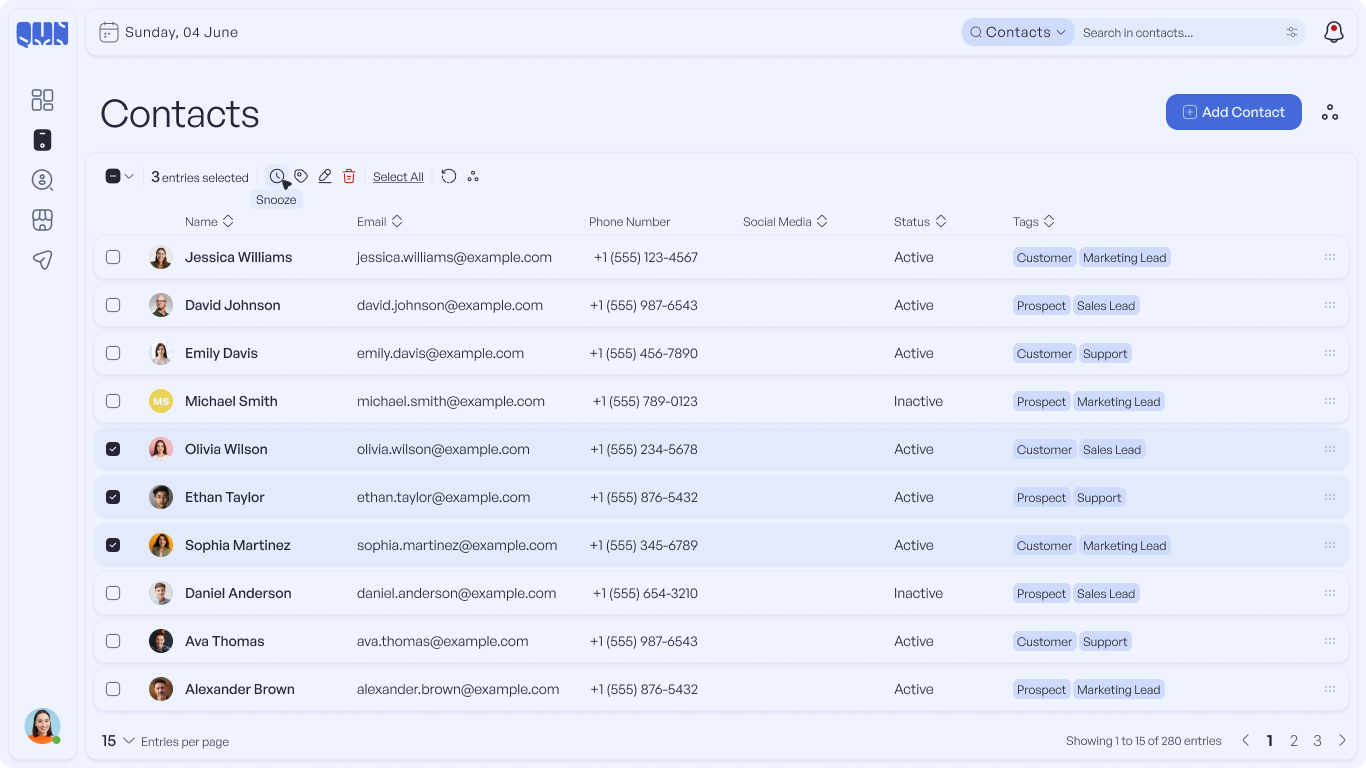 QUN
Sunday, 04 June
Contacts
Search in contacts...
Contacts
Add Contact
3 entries selected
Select All
Snooze
Name Email Phone Number Social Media Status Tags
Jessica Williams jessica.williams@example.com +1 (555) 123-4567 Active Customer Marketing Lead
David Johnson david.johnson@example.com +1 (555) 987-6543 Active Prospect Sales Lead
Emily Davis emily.davis@example.com +1 (555) 456-7890 Active Customer Support
MS Michael Smith michael.smith@example.com +1 (555) 789-0123 Inactive Prospect Marketing Lead
Olivia Wilson olivia.wilson@example.com +1 (555) 234-5678 Active Customer Sales Lead
Ethan Taylor ethan.taylor@example.com +1 (555) 876-5432 Active Prospect Support
Sophia Martinez sophia.martinez@example.com +1 (555) 345-6789 Active Customer Marketing Lead
Daniel Anderson daniel.anderson@example.com +1 (555) 654-3210 Inactive Prospect Sales Lead
Ava Thomas ava.thomas@example.com +1 (555) 987-6543 Active Customer Support
Alexander Brown alexander.brown@example.com +1 (555) 876-5432 Active Prospect Marketing Lead
15 Entries per page
Showing 1 to 15 of 280 entries
1 2 3